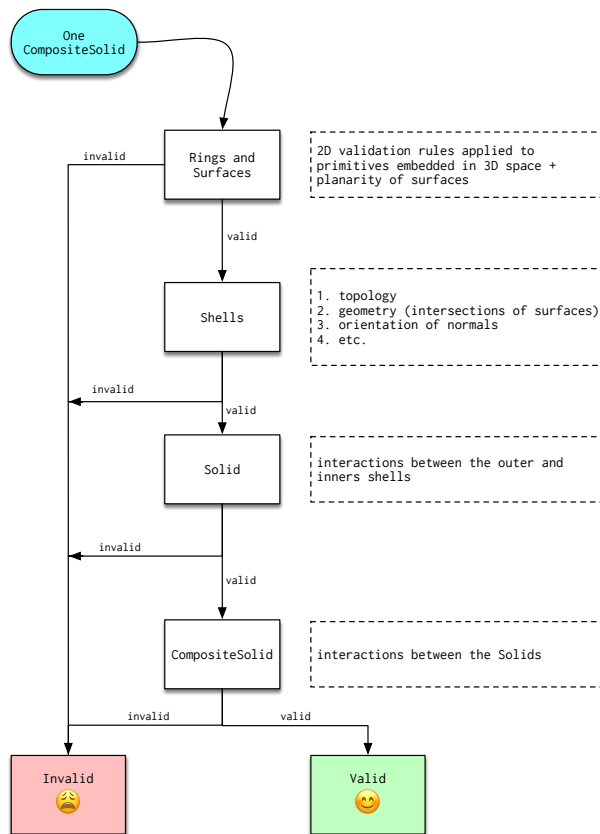 One
CompositeSolid
Rings and
Surfaces
2D validation rules applied to
primitives embedded in 3D space +
planarity of surfaces
invalid
valid
Shells
1. topology
2. geometry (intersections of surfaces)
3. orientation of normals
4. etc.
invalid
valid
Solid
interactions between the outer and
inners shells
invalid
valid
CompositeSolid
interactions between the Solids
invalid
valid
Invalid
Valid